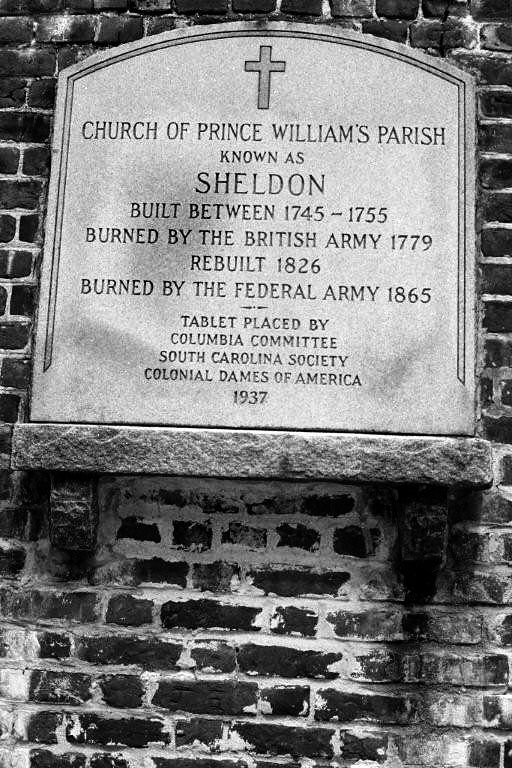 CHURCH OF PRINCE WILLIAM'S PARISH
KNOWN AS
SHELDON
BUILT BETWEEN 1745 ~ 1755
BURNED BY THE BRITISH ARMY 1779
REBUILT 1826
BURNED BY THE FEDERAL ARMY 1865
TABLET PLACED BY
COLUMBIA COMMITTEE
SOUTH CAROLINA SOCIETY
COLONIAL DAMES OF AMERICA
1937